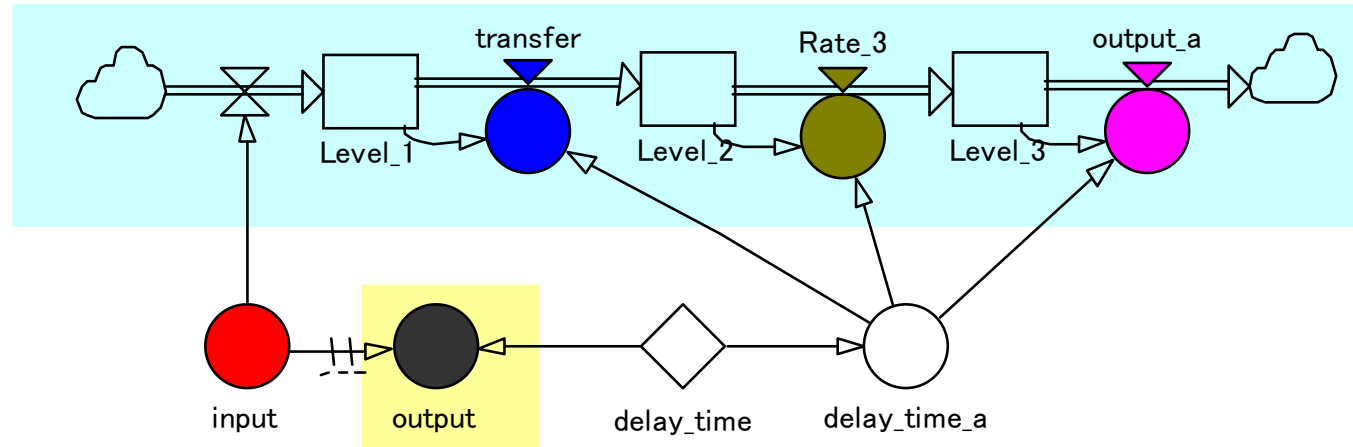 transfer
Rate_3
output_a
Level_1
Level_2
Level_3
input
output
delay_time
delay_time_a